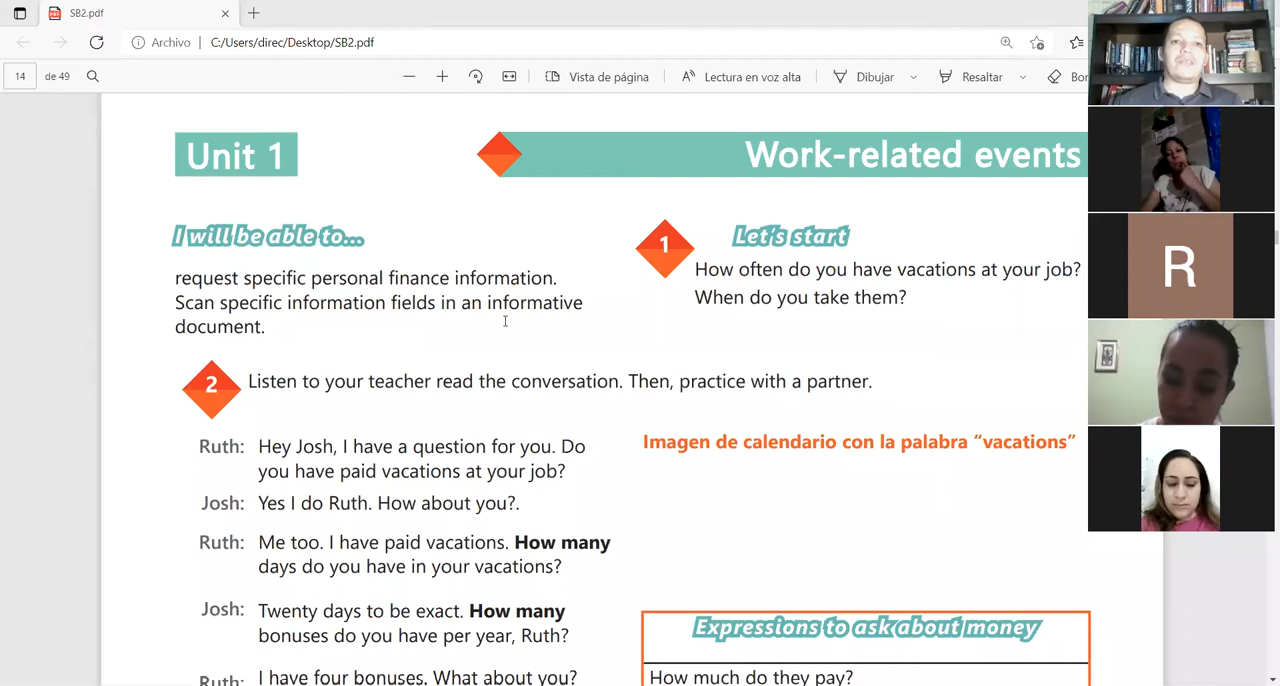 SB2.pdf
Archivo
C:/Users/direc/Desktop/SB2.pdf
14
de 49
Vista de página
Lectura en voz alta
Dibujar
Resaltar
Bor
Unit 1
Work-related events
I will be able to...
request specific personal finance information.
Scan specific information fields in an informative
document.
1
Let's start
How often do you have vacations at your job?
When do you take them?
2
Listen to your teacher read the conversation. Then, practice with a partner.
Ruth: Hey Josh, I have a question for you. Do
you have paid vacations at your job?
Josh: Yes I do Ruth. How about you?.
Ruth: Me too. I have paid vacations. How many
days do you have in your vacations?
Josh: Twenty days to be exact. How many
bonuses do you have per year, Ruth?
Ruth: I have four bonuses. What about you?
Imagen de calendario con la palabra “vacations”
Expressions to ask about money
How much do they pay?
R